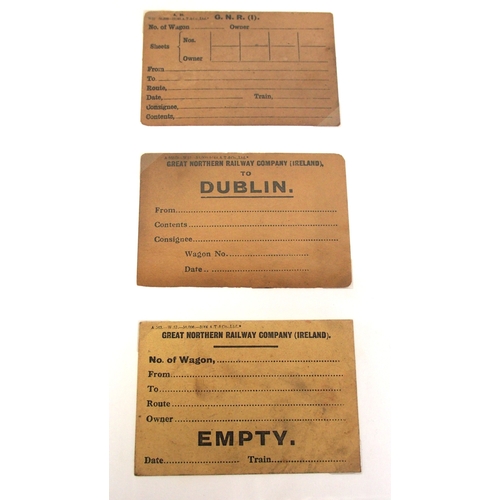 G. N. R. (I).
No. of Wagon Owner
Sheets Nos.
Owner
From
To
Route,
Date, Train,
Consignee,
Contents,
GREAT NORTHERN RAILWAY COMPANY (IRELAND).
TO
DUBLIN.
From
Contents
Consignee
Wagon No.
Date
GREAT NORTHERN RAILWAY COMPANY (IRELAND).
No. of Wagon,
From
To
Route
Owner
EMPTY.
Date Train